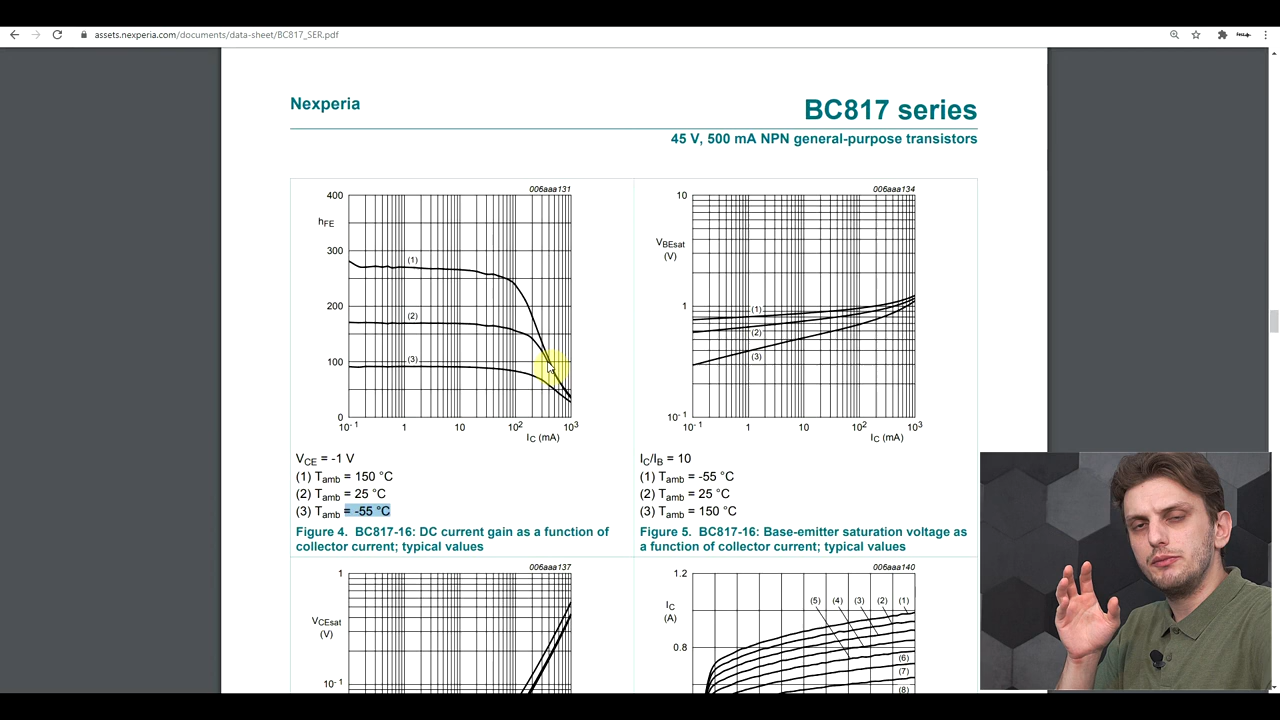 assets.nexperia.com/documents/data-sheet/BC817_SER.pdf
Nexperia
BC817 series
45 V, 500 mA NPN general-purpose transistors
006aaa131
400
hFE
300
(1)
200
(2)
100
(3)
0
10-1 1 10 102 103
IC (mA)
VCE = -1 V
(1) Tamb = 150 °C
(2) Tamb = 25 °C
(3) Tamb = -55 °C
Figure 4. BC817-16: DC current gain as a function of
collector current; typical values
006aaa134
10
VBEsat
(V)
1
(1)
(2)
(3)
10-1
10-1 1 10 102 103
IC (mA)
IC/IB = 10
(1) Tamb = -55 °C
(2) Tamb = 25 °C
(3) Tamb = 150 °C
Figure 5. BC817-16: Base-emitter saturation voltage as
a function of collector current; typical values
006aaa137
1
VCEsat
(V)
10-1
006aaa140
1.2
IC
(A)
(5) (4) (3) (2) (1)
0.8
(6)
(7)
(8)